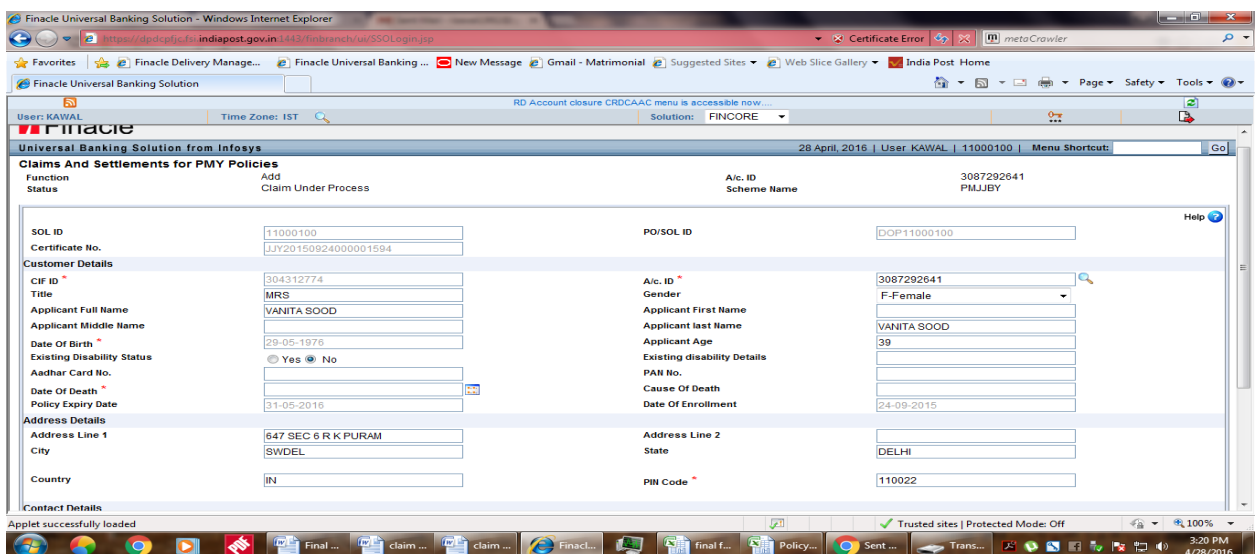 Finacle Universal Banking Solution - Windows Internet Explorer
https://dpdcpfjc.fsi.indiapost.gov.in:1443/finbranch/ui/SSOLogin.jsp Certificate Error metaCrawler
Favorites Finacle Delivery Manage... Finacle Universal Banking ... New Message Gmail - Matrimonial Suggested Sites Web Slice Gallery India Post Home
Finacle Universal Banking Solution Page Safety Tools
RD Account closure CRDCAAC menu is accessible now....
User: KAWAL Time Zone: IST Solution: FINCORE
Finacle
Universal Banking Solution from Infosys 28 April, 2016 | User KAWAL | 11000100 | Menu Shortcut: Go
Claims And Settlements for PMY Policies
Function Add A/c. ID 3087292641
Status Claim Under Process Scheme Name PMJJBY
Help ?
SOL ID 11000100 PO/SOL ID DOP11000100
Certificate No. JJY20150924000001594
Customer Details
CIF ID * 304312774 A/c. ID * 3087292641
Title MRS Gender F-Female
Applicant Full Name VANITA SOOD Applicant First Name
Applicant Middle Name Applicant last Name VANITA SOOD
Date Of Birth * 29-05-1976 Applicant Age 39
Existing Disability Status Yes No Existing disability Details
Aadhar Card No. PAN No.
Date Of Death * Cause Of Death
Policy Expiry Date 31-05-2016 Date Of Enrollment 24-09-2015
Address Details
Address Line 1 647 SEC 6 R K PURAM Address Line 2
City SWDEL State DELHI
Country IN PIN Code * 110022
Contact Details
Applet successfully loaded Trusted sites | Protected Mode: Off 100%
Final ... claim ... claim ... Finacl... final f... Policy... Sent ... Trans... 3:20 PM
4/28/2016